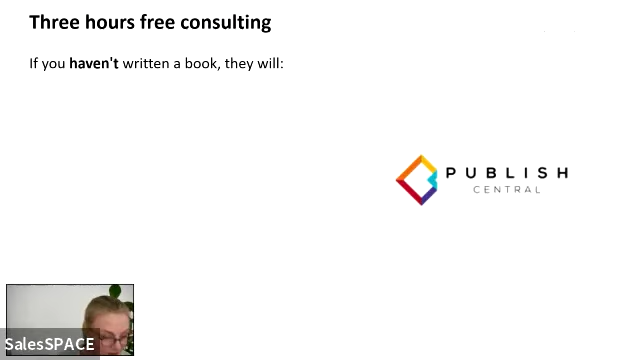 Three hours free consulting
If you haven't written a book, they will:
PUBLISH
CENTRAL
SalesSPACE